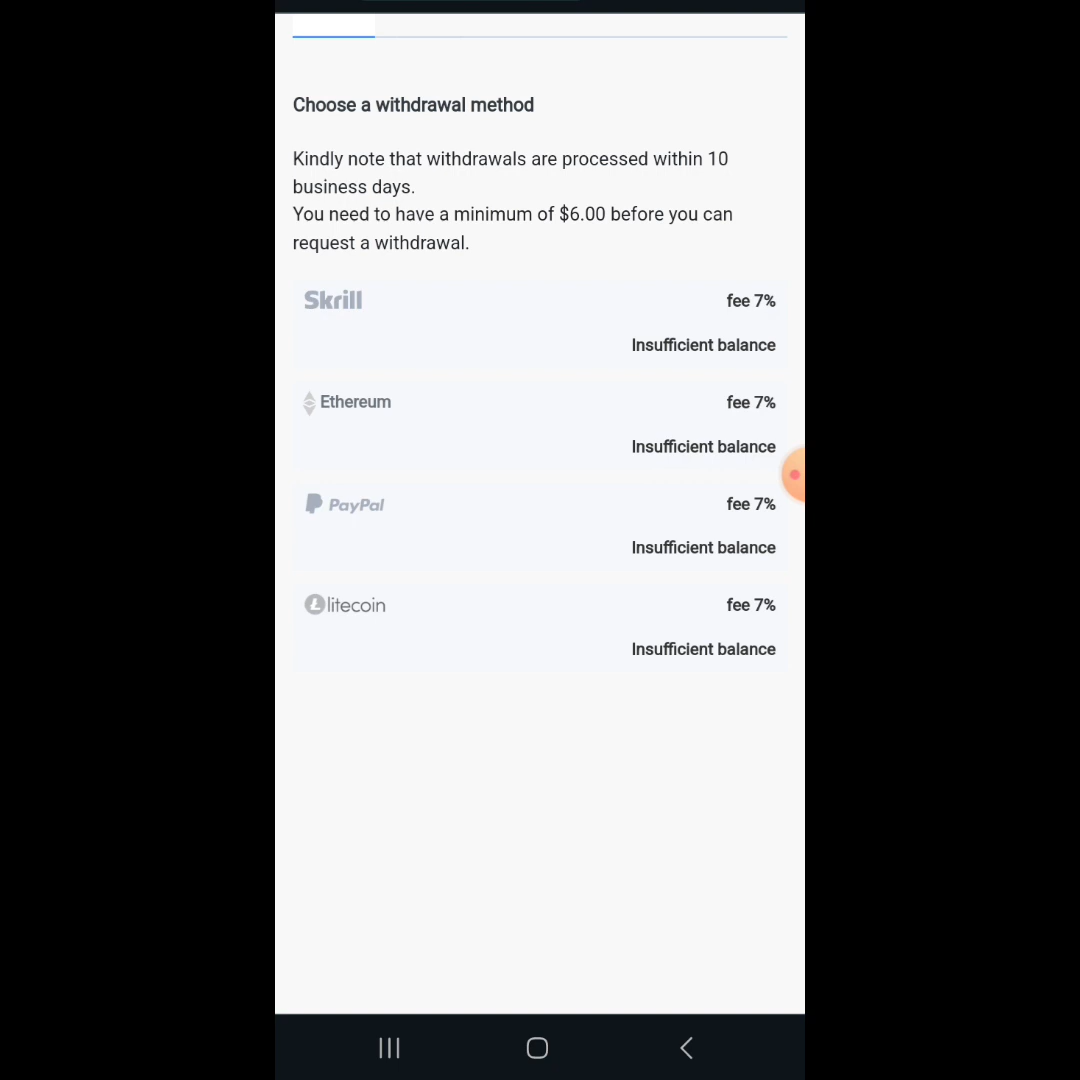 Choose a withdrawal method
Kindly note that withdrawals are processed within 10
business days.
You need to have a minimum of $6.00 before you can
request a withdrawal.
Skrill fee 7%
Insufficient balance
Ethereum fee 7%
Insufficient balance
PayPal fee 7%
Insufficient balance
litecoin fee 7%
Insufficient balance